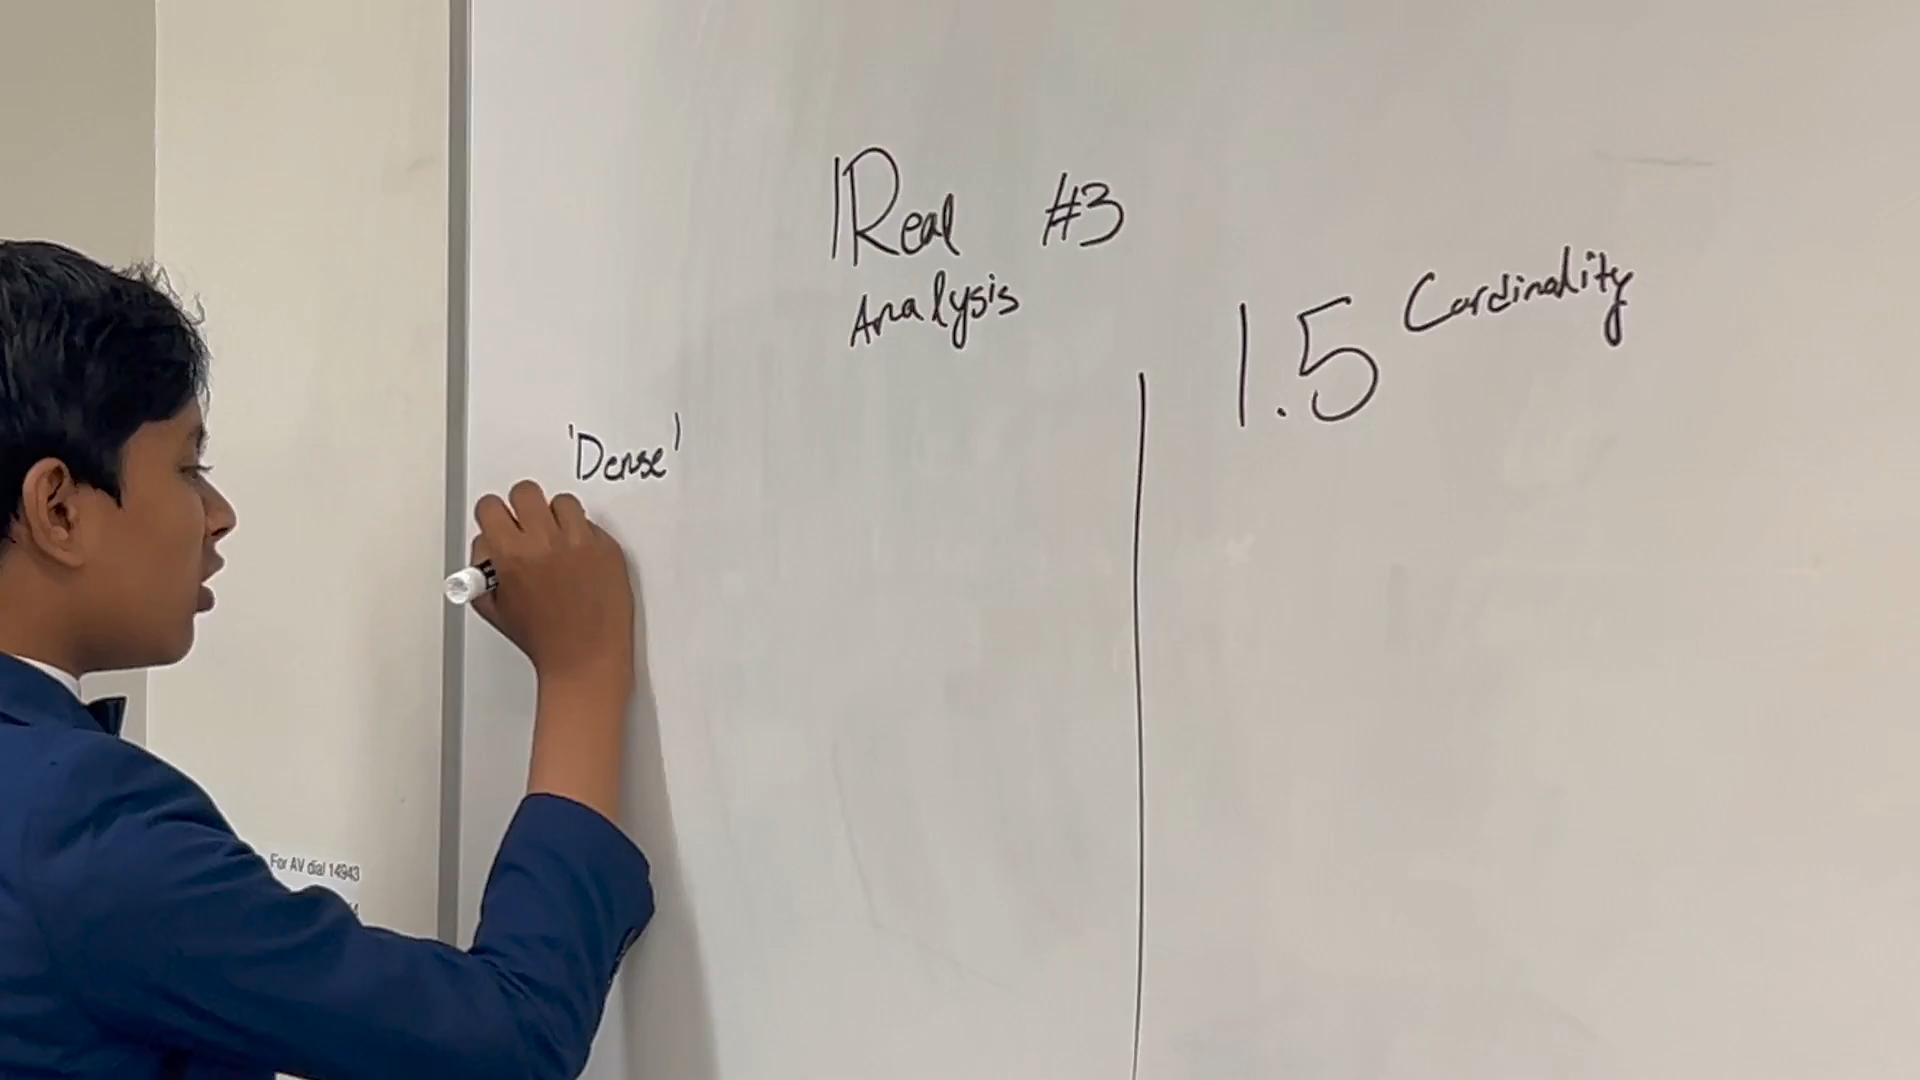 Real #3
Analysis
1.5 Cardinality
'Dense'
For AV dial 14943